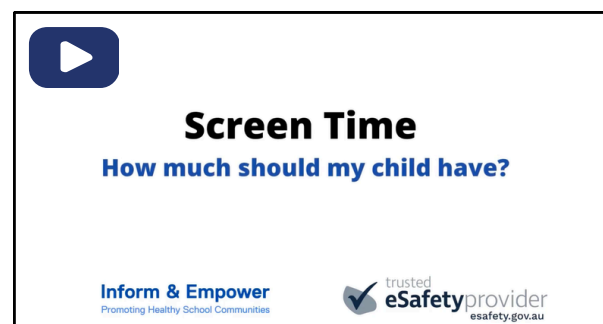 Screen Time
How much should my child have?
Inform & Empower
Promoting Healthy School Communities
trusted
eSafetyprovider
esafety.gov.au